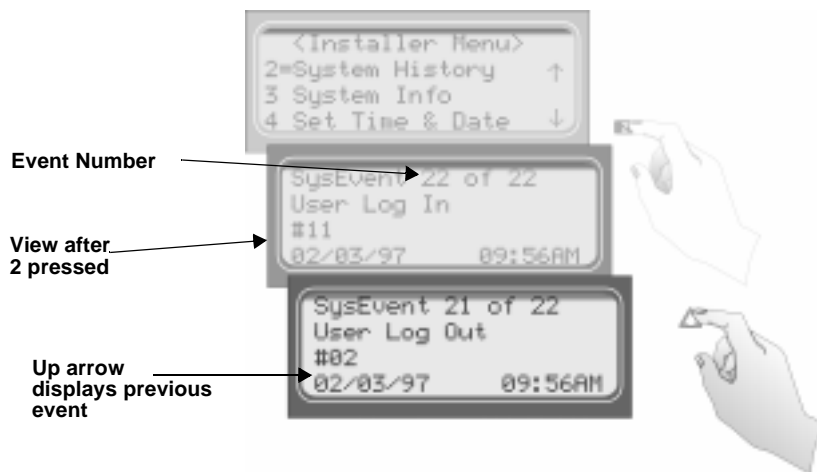 <Installer Menu>
2=System History ↑
3 System Info
4 Set Time & Date ↓
Event Number
SysEvent 22 of 22
User Log In
#11
02/03/97 09:56AM
View after
2 pressed
SysEvent 21 of 22
User Log Out
#02
02/03/97 09:56AM
Up arrow
displays previous
event